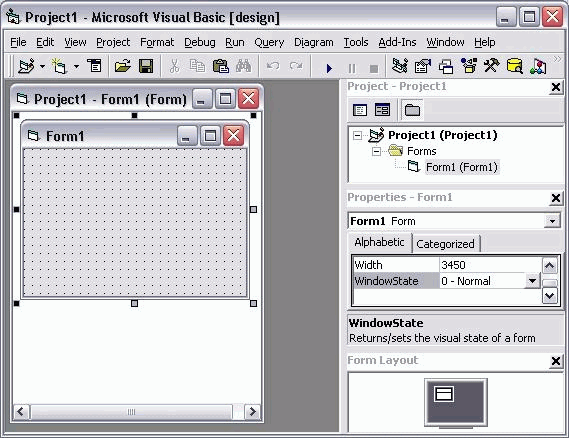 Project1 - Microsoft Visual Basic [design]
File Edit View Project Format Debug Run Query Diagram Tools Add-Ins Window Help
Project1 - Form1 (Form)
Form1
Project - Project1
Project1 (Project1)
Forms
Form1 (Form1)
Properties - Form1
Form1 Form
Alphabetic Categorized
Width 3450
WindowState 0 - Normal
WindowState
Returns/sets the visual state of a form
Form Layout